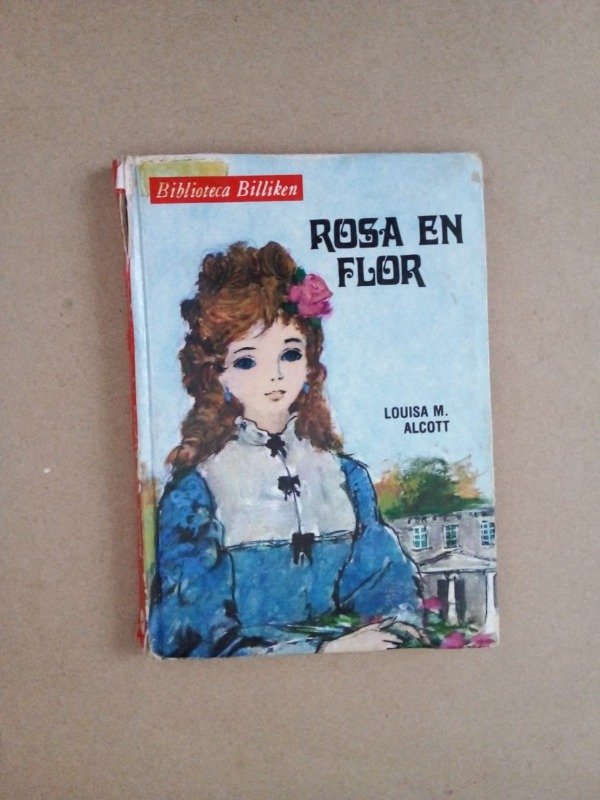 Biblioteca Billiken
ROSA EN
FLOR
LOUISA M.
ALCOTT